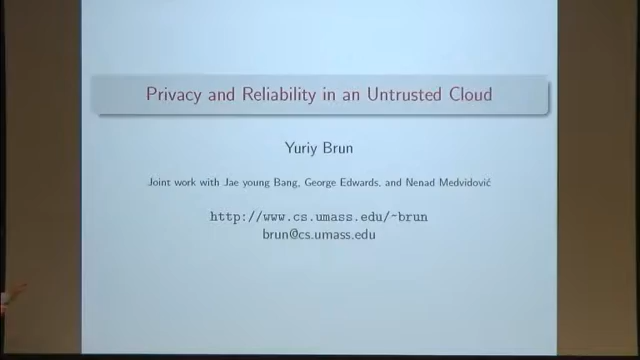 Privacy and Reliability in an Untrusted Cloud
Yuriy Brun
Joint work with Jae young Bang, George Edwards, and Nenad Medvidović
http://www.cs.umass.edu/~brun
brun@cs.umass.edu